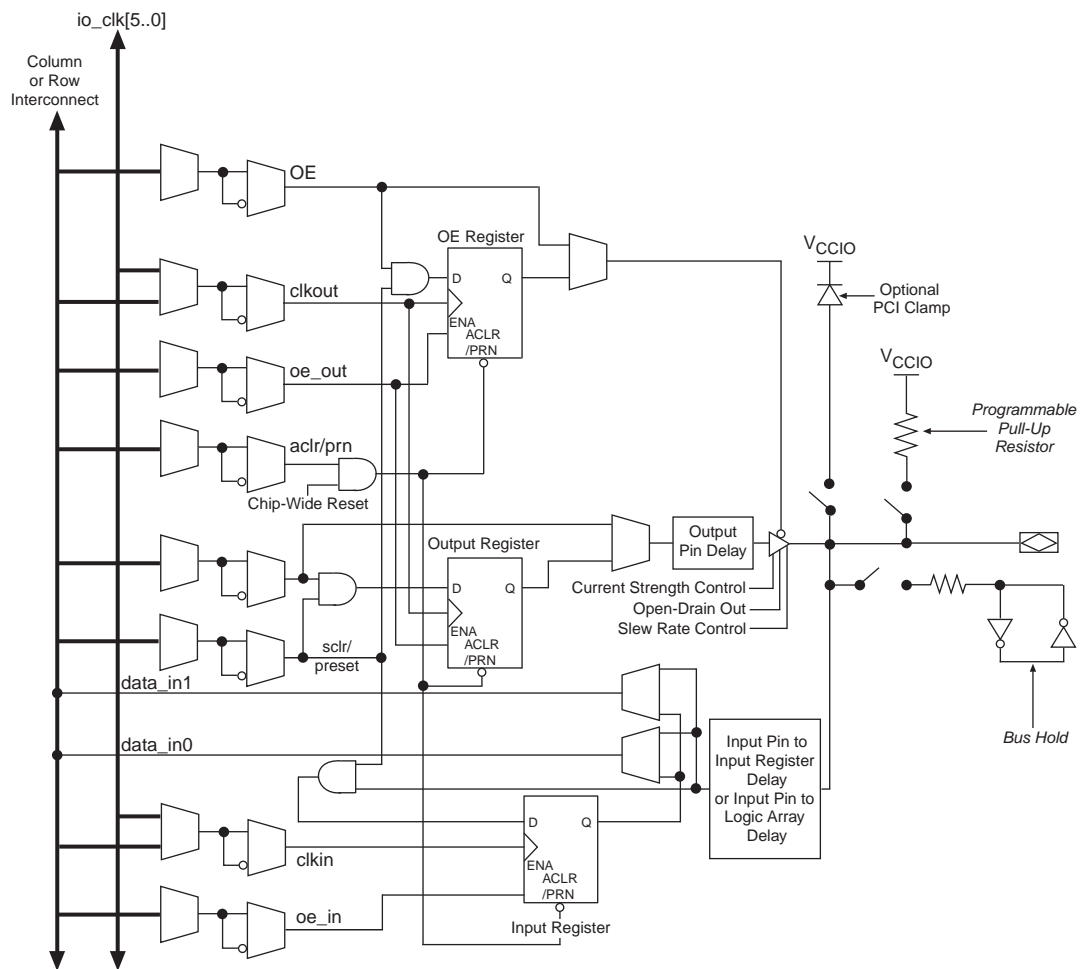 io_clk[5..0]
Column
or Row
Interconnect
OE
OE Register
VCCIO
D
Q
Optional
PCI Clamp
clkout
ENA
ACLR
/PRN
VCCIO
oe_out
Programmable
Pull-Up
Resistor
aclr/prn
Chip-Wide Reset
Output Register
Output
Pin Delay
D
Q
Current Strength Control
Open-Drain Out
Slew Rate Control
ENA
ACLR
/PRN
sclr/
preset
data_in1
data_in0
Bus Hold
Input Pin to
Input Register
Delay
or Input Pin to
Logic Array
Delay
D
Q
clkin
ENA
ACLR
/PRN
oe_in
Input Register